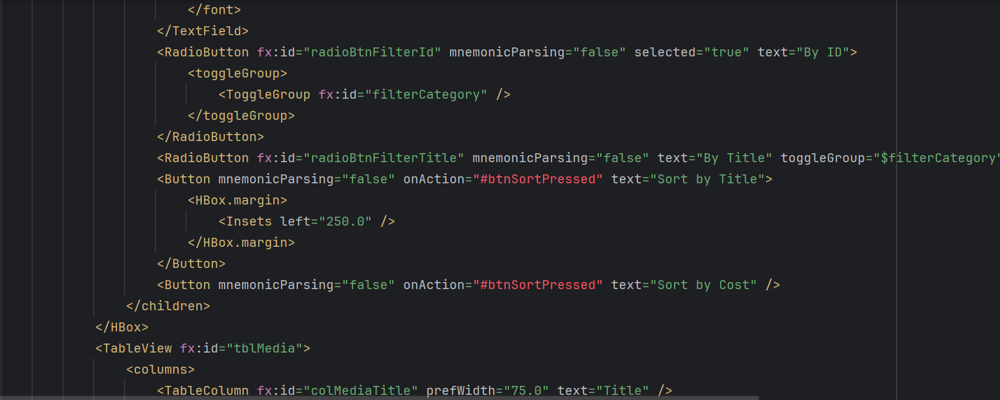 </font>
</TextField>
<RadioButton fx:id="radioBtnFilterId" mnemonicParsing="false" selected="true" text="By ID">
<toggleGroup>
<ToggleGroup fx:id="filterCategory" />
</toggleGroup>
</RadioButton>
<RadioButton fx:id="radioBtnFilterTitle" mnemonicParsing="false" text="By Title" toggleGroup="$filterCategory"
<Button mnemonicParsing="false" onAction="#btnSortPressed" text="Sort by Title">
<HBox.margin>
<Insets left="250.0" />
</HBox.margin>
</Button>
<Button mnemonicParsing="false" onAction="#btnSortPressed" text="Sort by Cost" />
</children>
</HBox>
<TableView fx:id="tblMedia">
<columns>
<TableColumn fx:id="colMediaTitle" prefWidth="75.0" text="Title" />